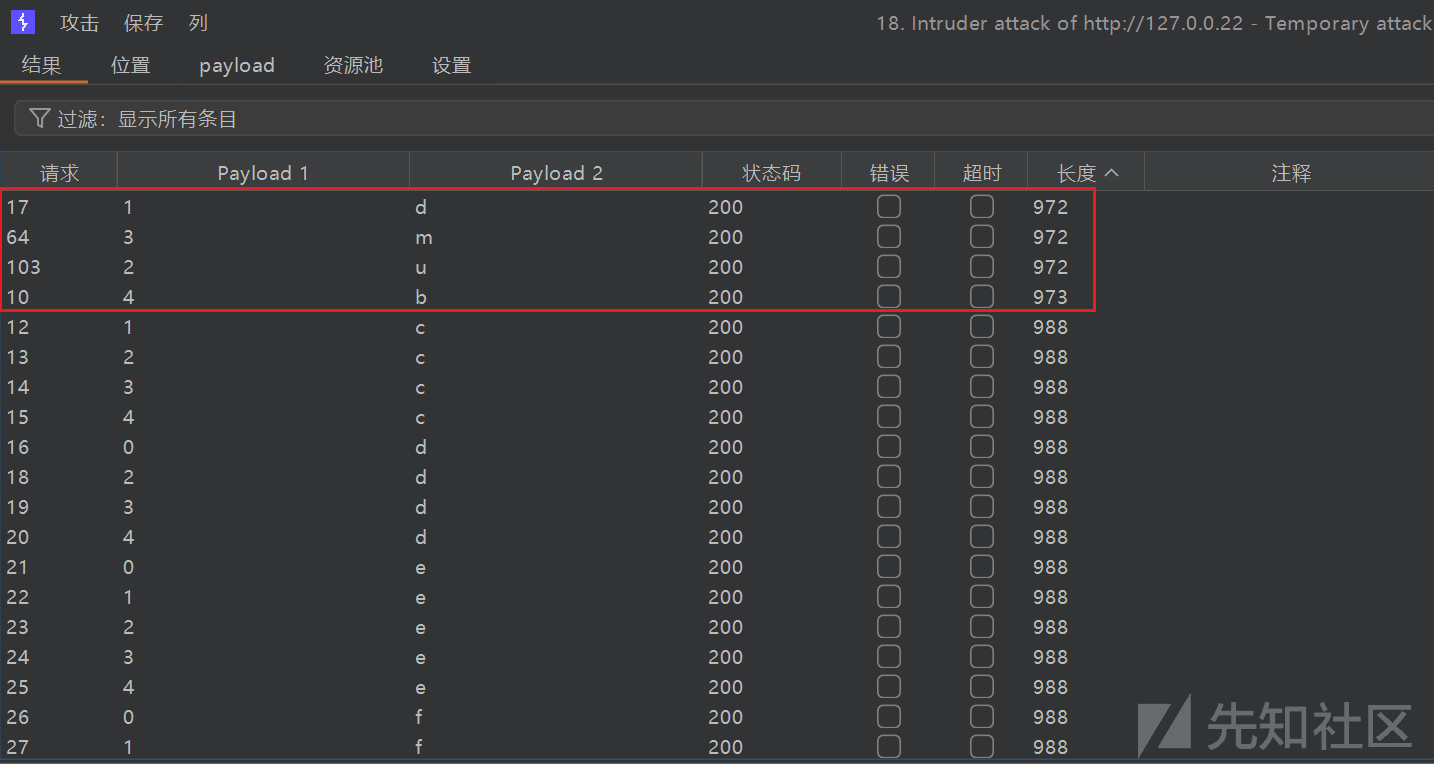 攻击 保存 列 18. Intruder attack of http://127.0.0.22 - Temporary attack
结果 位置 payload 资源池 设置
过滤：显示所有条目
请求 Payload 1 Payload 2 状态码 错误 超时 长度 注释
17 1 d 200 972
64 3 m 200 972
103 2 u 200 972
10 4 b 200 973
12 1 c 200 988
13 2 c 200 988
14 3 c 200 988
15 4 c 200 988
16 0 d 200 988
18 2 d 200 988
19 3 d 200 988
20 4 d 200 988
21 0 e 200 988
22 1 e 200 988
23 2 e 200 988
24 3 e 200 988
25 4 e 200 988
26 0 f 200 988
27 1 f 200 988
先知社区